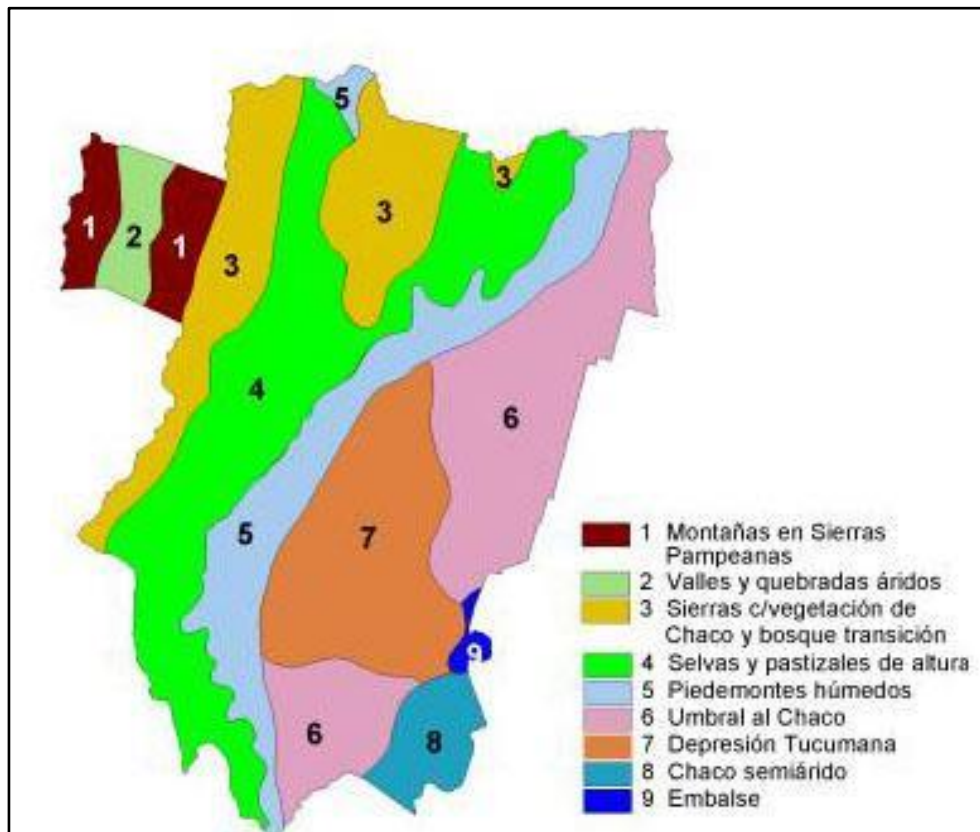 5
3
3
1
2
1
3
4
6
5
7
9
6
8
1 Montañas en Sierras
Pampeanas
2 Valles y quebradas áridos
3 Sierras c/vegetación de
Chaco y bosque transición
4 Selvas y pastizales de altura
5 Piedemontes húmedos
6 Umbral al Chaco
7 Depresión Tucumana
8 Chaco semiárido
9 Embalse